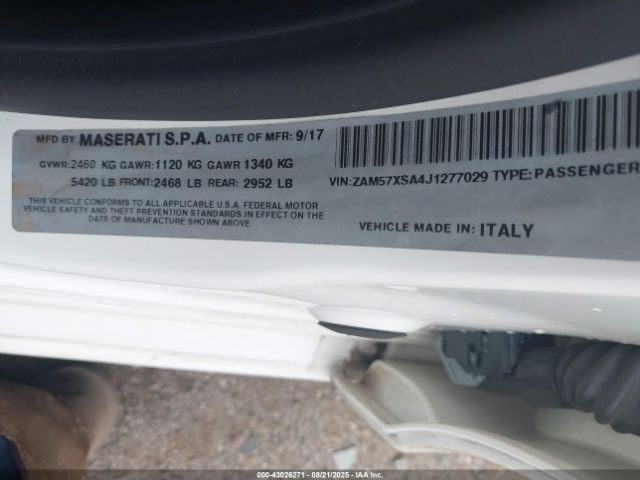 MFD BY MASERATI S.P.A. DATE OF MFR: 9/17
GVWR: 2460 KG GAWR: 1120 KG GAWR 1340 KG
5420 LB FRONT: 2468 LB REAR: 2952 LB
THIS VEHICLE CONFORMS TO ALL APPLICABLE U.S.A. FEDERAL MOTOR
VEHICLE SAFETY AND THEFT PREVENTION STANDARDS IN EFFECT ON THE
DATE OF MANUFACTURE SHOWN ABOVE
VIN: ZAM57XSA4J1277029 TYPE: PASSENGER
VEHICLE MADE IN: ITALY
© - 43026271 - 08/21/2025 - IAAI.com